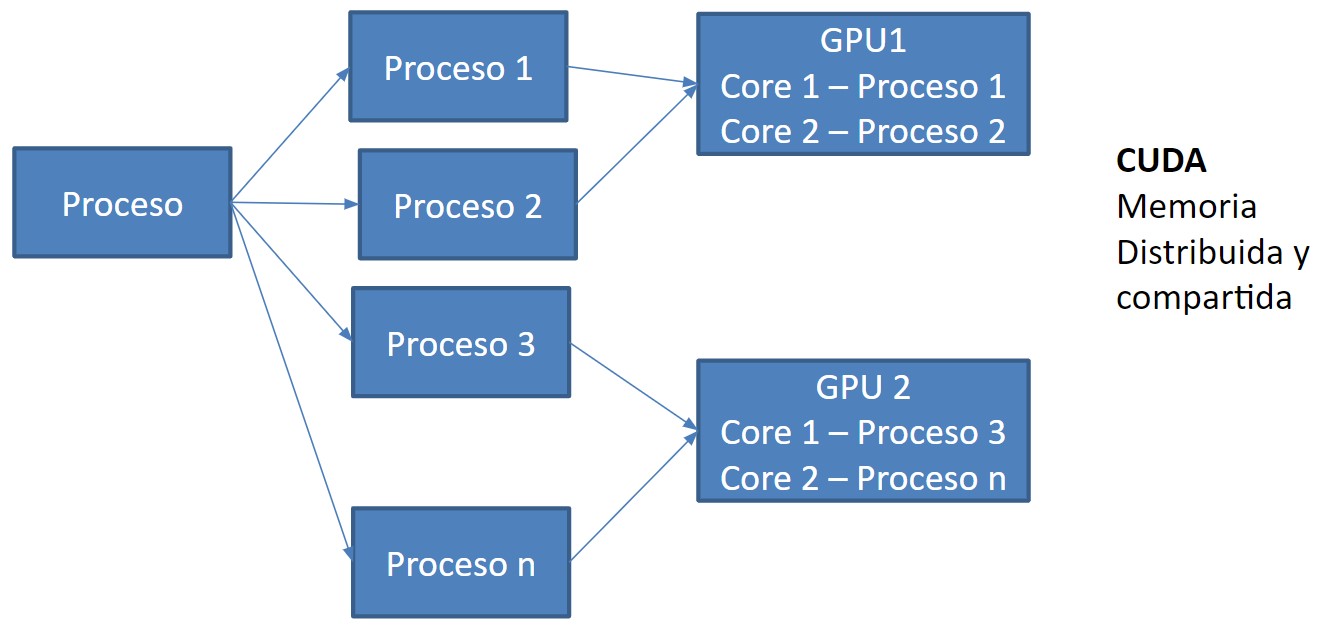 Proceso
Proceso 1
Proceso 2
Proceso 3
Proceso n
GPU1
Core 1 – Proceso 1
Core 2 – Proceso 2
GPU 2
Core 1 – Proceso 3
Core 2 – Proceso n
CUDA
Memoria
Distribuida y
compartida